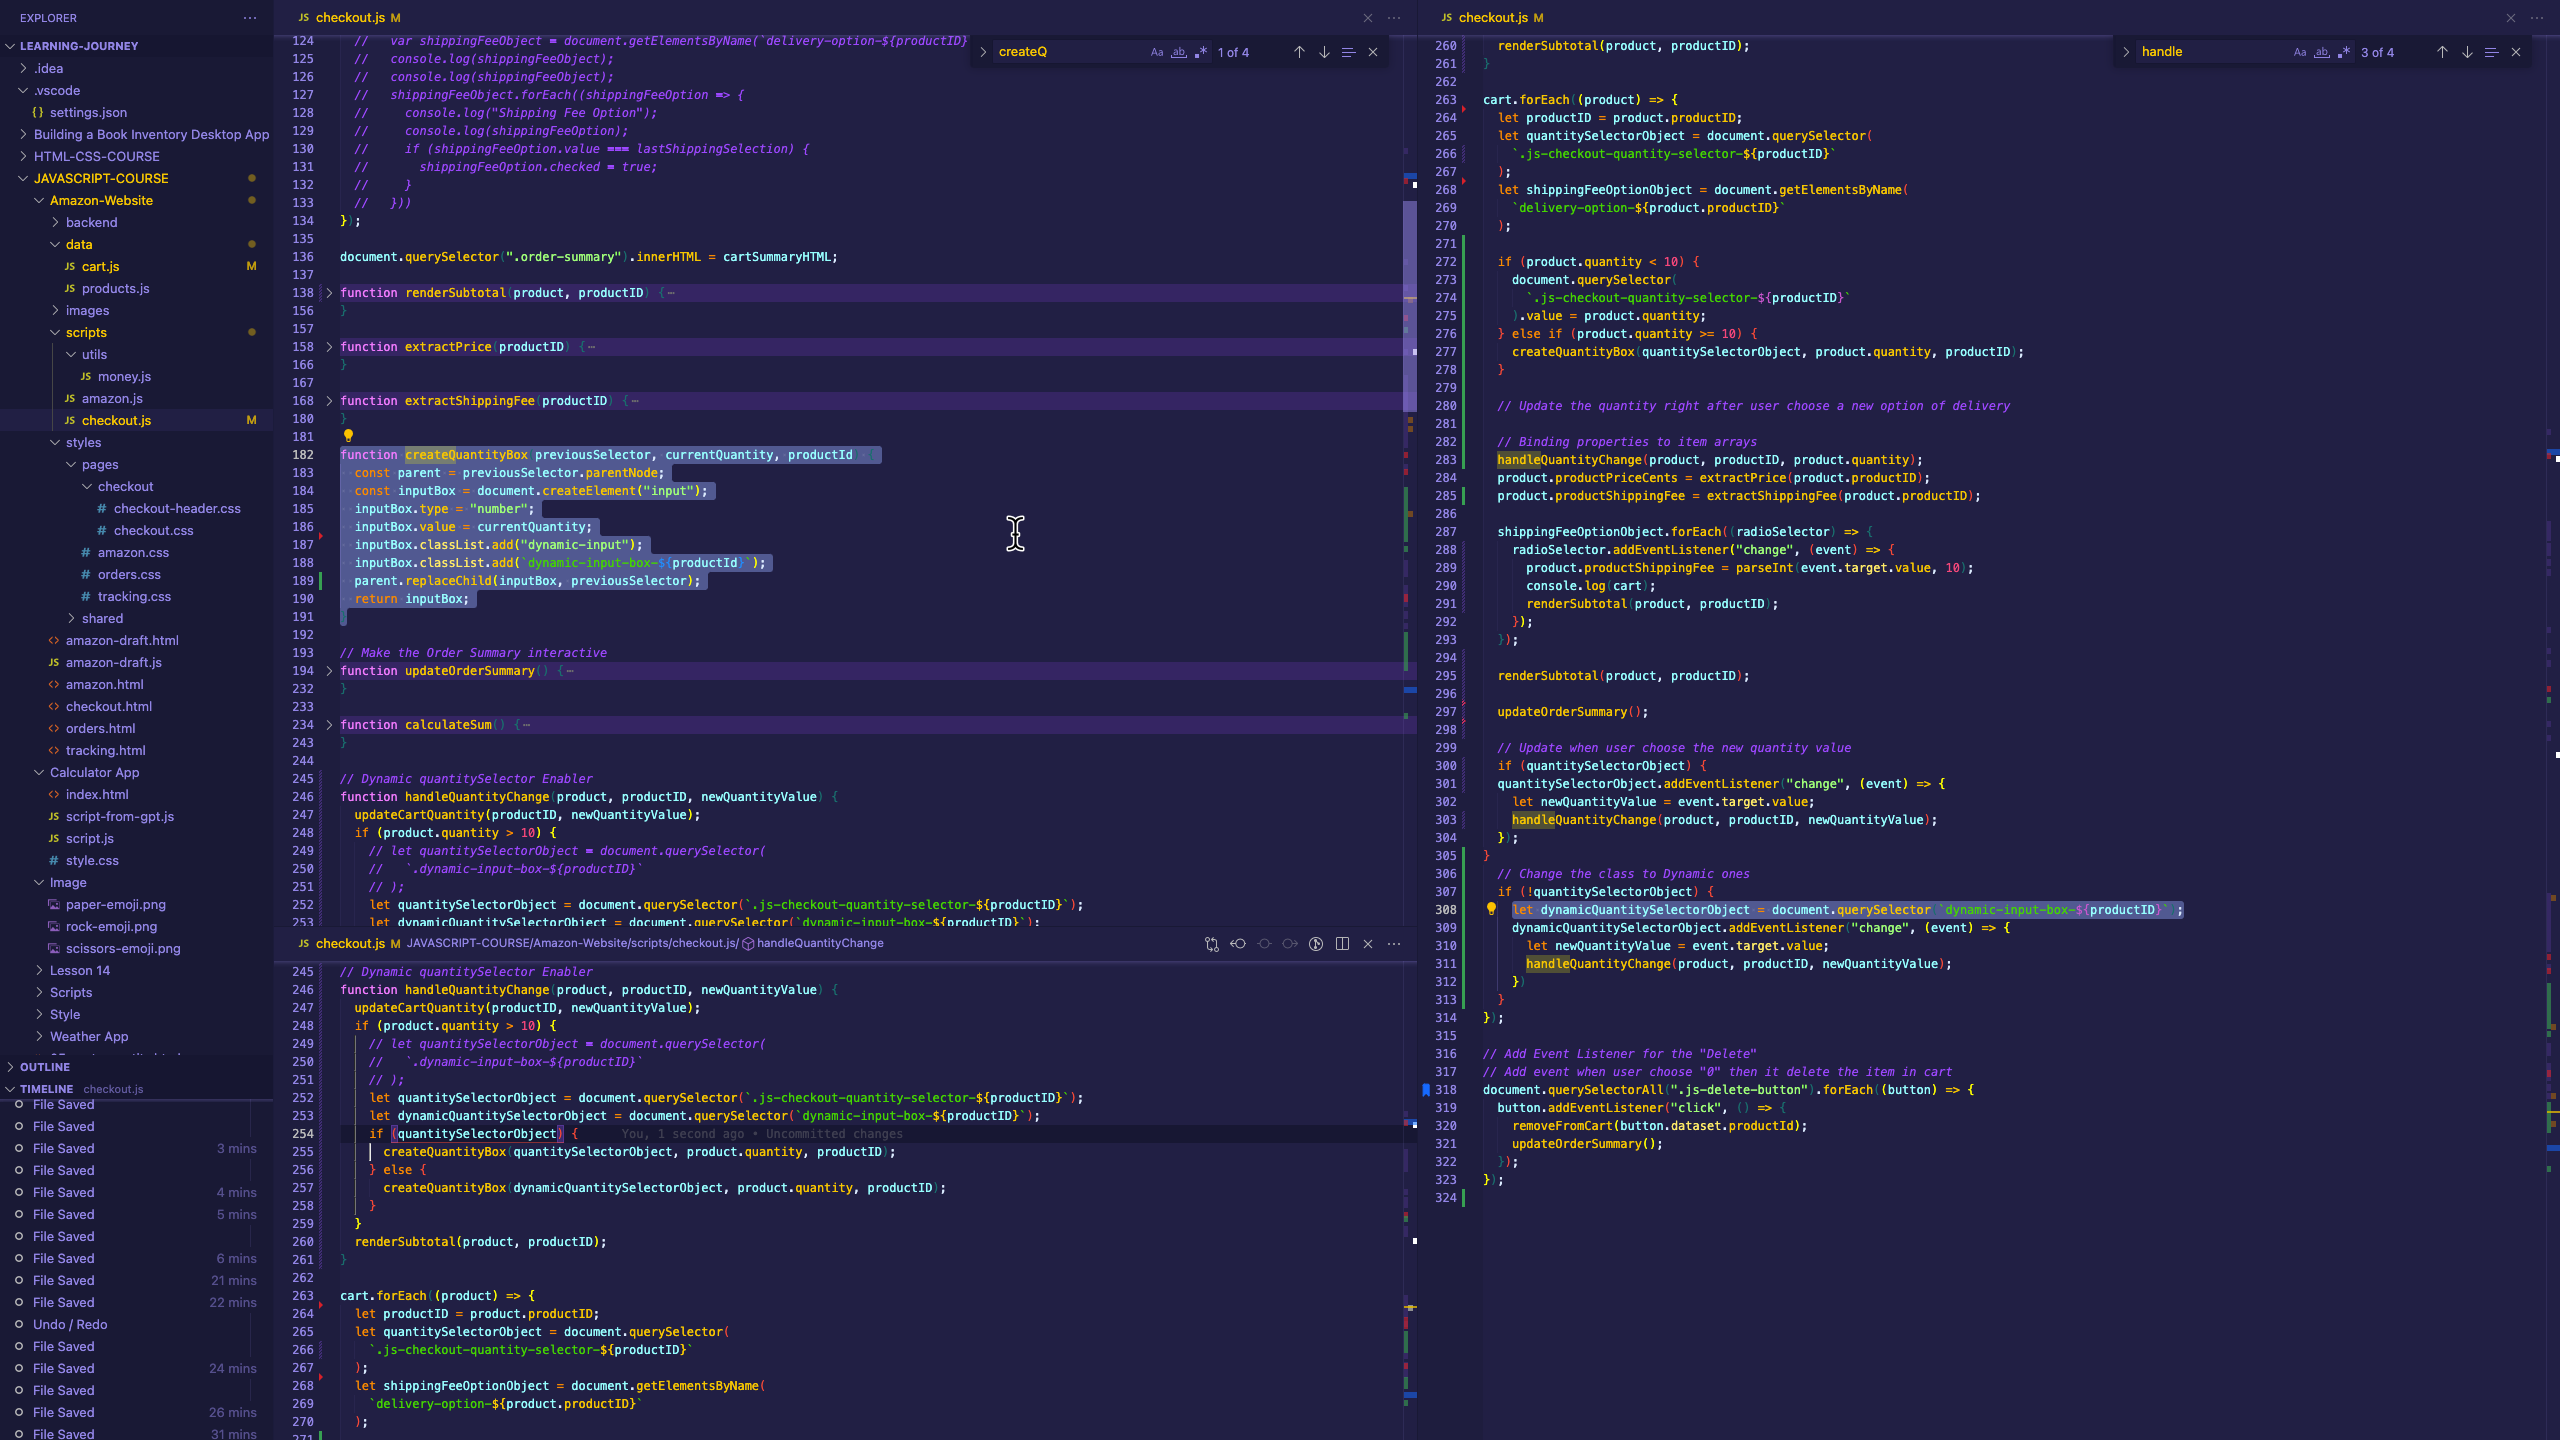 EXPLORER
LEARNING-JOURNEY
.idea
.vscode
{} settings.json
Building a Book Inventory Desktop App
HTML-CSS-COURSE
JAVASCRIPT-COURSE
Amazon-Website
backend
data
JS cart.js M
JS products.js
images
scripts
utils
JS money.js
JS amazon.js
JS checkout.js M
styles
pages
checkout
# checkout-header.css
# checkout.css
# amazon.css
# orders.css
# tracking.css
shared
<> amazon-draft.html
JS amazon-draft.js
<> amazon.html
<> checkout.html
<> orders.html
<> tracking.html
Calculator App
<> index.html
JS script-from-gpt.js
JS script.js
# style.css
Image
paper-emoji.png
rock-emoji.png
scissors-emoji.png
Lesson 14
Scripts
Style
Weather App
OUTLINE
TIMELINE checkout.js
File Saved
File Saved
File Saved 3 mins
File Saved
File Saved 4 mins
File Saved 5 mins
File Saved
File Saved 6 mins
File Saved 21 mins
File Saved 22 mins
Undo / Redo
File Saved
File Saved 24 mins
File Saved
File Saved 26 mins
File Saved 31 mins
JS checkout.js M
createQ Aa ab 1 of 4
124 // var shippingFeeObject = document.getElementsByName(`delivery-option-${productID}
125 // console.log(shippingFeeObject);
126 // console.log(shippingFeeObject);
127 // shippingFeeObject.forEach((shippingFeeOption => {
128 // console.log("Shipping Fee Option");
129 // console.log(shippingFeeOption);
130 // if (shippingFeeOption.value === lastShippingSelection) {
131 // shippingFeeOption.checked = true;
132 // }
133 // }))
134 });
135
136 document.querySelector(".order-summary").innerHTML = cartSummaryHTML;
137
138 function renderSubtotal(product, productID) {⋯
156 }
157
158 function extractPrice(productID) {⋯
166 }
167
168 function extractShippingFee(productID) {⋯
180 }
181
182 function createQuantityBox previousSelector, currentQuantity, productId
183 const parent = previousSelector.parentNode;
184 const inputBox = document.createElement("input");
185 inputBox.type = "number";
186 inputBox.value = currentQuantity;
187 inputBox.classList.add("dynamic-input");
188 inputBox.classList.add(`dynamic-input-box-${productId}`);
189 parent.replaceChild(inputBox, previousSelector);
190 return inputBox;
191
192
193 // Make the Order Summary interactive
194 function updateOrderSummary() {⋯
232 }
233
234 function calculateSum() {⋯
243 }
244
245 // Dynamic quantitySelector Enabler
246 function handleQuantityChange(product, productID, newQuantityValue) {
247 updateCartQuantity(productID, newQuantityValue);
248 if (product.quantity > 10) {
249 // let quantitySelectorObject = document.querySelector(
250 // `.dynamic-input-box-${productID}`
251 // );
252 let quantitySelectorObject = document.querySelector(`.js-checkout-quantity-selector-${productID}`);
253 let dynamicQuantitySelectorObject = document.querySelector(`dynamic-input-box-${productID}`);
JS checkout.js M JAVASCRIPT-COURSE/Amazon-Website/scripts/checkout.js/ handleQuantityChange
245 // Dynamic quantitySelector Enabler
246 function handleQuantityChange(product, productID, newQuantityValue) {
247 updateCartQuantity(productID, newQuantityValue);
248 if (product.quantity > 10) {
249 // let quantitySelectorObject = document.querySelector(
250 // `.dynamic-input-box-${productID}`
251 // );
252 let quantitySelectorObject = document.querySelector(`.js-checkout-quantity-selector-${productID}`);
253 let dynamicQuantitySelectorObject = document.querySelector(`dynamic-input-box-${productID}`);
254 if (quantitySelectorObject) { You, 1 second ago • Uncommitted changes
255 createQuantityBox(quantitySelectorObject, product.quantity, productID);
256 } else {
257 createQuantityBox(dynamicQuantitySelectorObject, product.quantity, productID);
258 }
259 }
260 renderSubtotal(product, productID);
261 }
262
263 cart.forEach((product) => {
264 let productID = product.productID;
265 let quantitySelectorObject = document.querySelector(
266 `.js-checkout-quantity-selector-${productID}`
267 );
268 let shippingFeeOptionObject = document.getElementsByName(
269 `delivery-option-${product.productID}`
270 );
271
JS checkout.js M
handle Aa ab 3 of 4
260 renderSubtotal(product, productID);
261 }
262
263 cart.forEach((product) => {
264 let productID = product.productID;
265 let quantitySelectorObject = document.querySelector(
266 `.js-checkout-quantity-selector-${productID}`
267 );
268 let shippingFeeOptionObject = document.getElementsByName(
269 `delivery-option-${product.productID}`
270 );
271
272 if (product.quantity < 10) {
273 document.querySelector(
274 `.js-checkout-quantity-selector-${productID}`
275 ).value = product.quantity;
276 } else if (product.quantity >= 10) {
277 createQuantityBox(quantitySelectorObject, product.quantity, productID);
278 }
279
280 // Update the quantity right after user choose a new option of delivery
281
282 // Binding properties to item arrays
283 handleQuantityChange(product, productID, product.quantity);
284 product.productPriceCents = extractPrice(product.productID);
285 product.productShippingFee = extractShippingFee(product.productID);
286
287 shippingFeeOptionObject.forEach((radioSelector) => {
288 radioSelector.addEventListener("change", (event) => {
289 product.productShippingFee = parseInt(event.target.value, 10);
290 console.log(cart);
291 renderSubtotal(product, productID);
292 });
293 });
294
295 renderSubtotal(product, productID);
296
297 updateOrderSummary();
298
299 // Update when user choose the new quantity value
300 if (quantitySelectorObject) {
301 quantitySelectorObject.addEventListener("change", (event) => {
302 let newQuantityValue = event.target.value;
303 handleQuantityChange(product, productID, newQuantityValue);
304 });
305 }
306 // Change the class to Dynamic ones
307 if (!quantitySelectorObject) {
308 let dynamicQuantitySelectorObject = document.querySelector `dynamic-input-box-${productID}` ;
309 dynamicQuantitySelectorObject.addEventListener("change", (event) => {
310 let newQuantityValue = event.target.value;
311 handleQuantityChange(product, productID, newQuantityValue);
312 })
313 }
314 });
315
316 // Add Event Listener for the "Delete"
317 // Add event when user choose "0" then it delete the item in cart
318 document.querySelectorAll(".js-delete-button").forEach((button) => {
319 button.addEventListener("click", () => {
320 removeFromCart(button.dataset.productId);
321 updateOrderSummary();
322 });
323 });
324